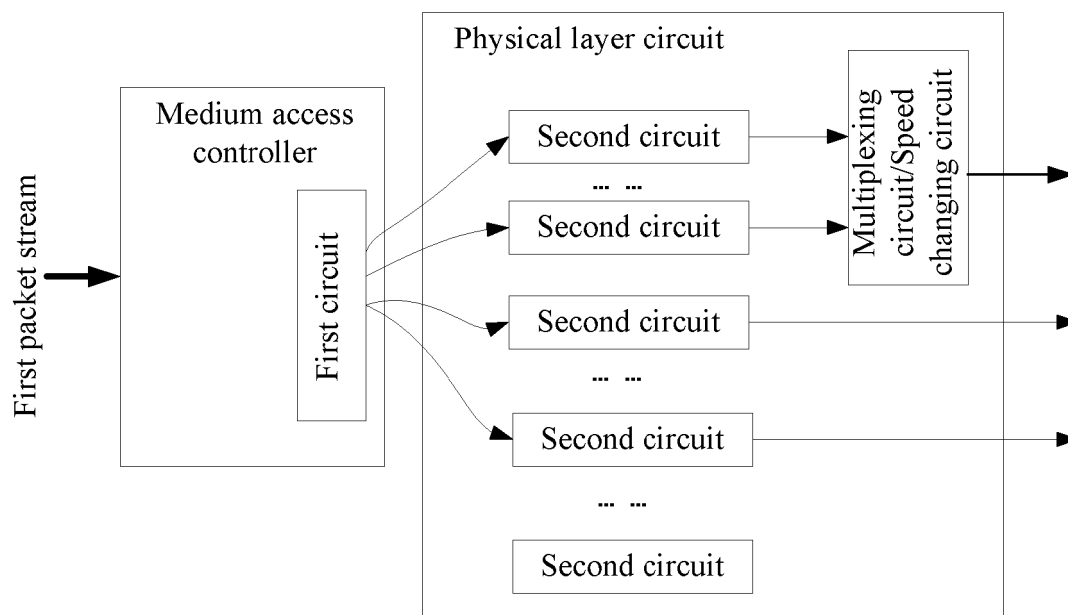 Physical layer circuit
Medium access
controller
First packet stream
First circuit
Second circuit
... ...
Second circuit
Multiplexing
circuit/Speed
changing circuit
Second circuit
... ...
Second circuit
... ...
Second circuit